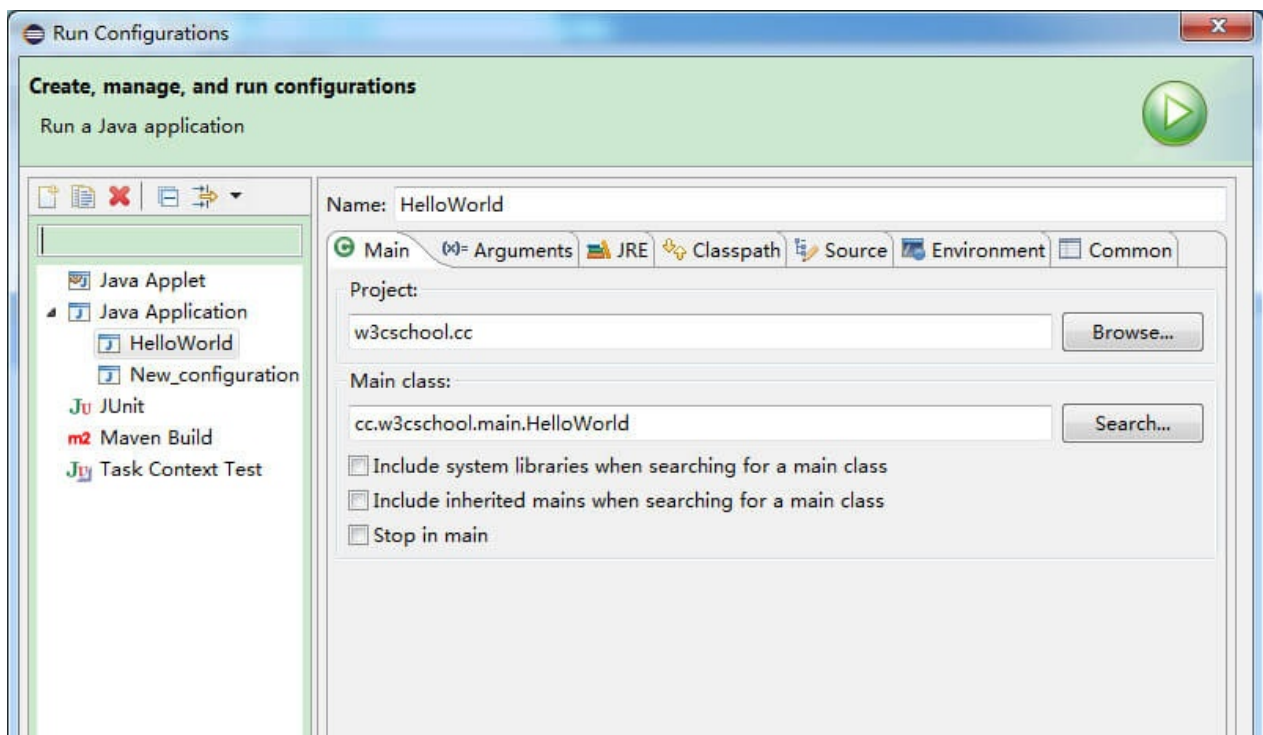 Run Configurations
Create, manage, and run configurations
Run a Java application
Name: HelloWorld
Main (x)= Arguments JRE Classpath Source Environment Common
Java Applet
Java Application
HelloWorld
New_configuration
Ju JUnit
m2 Maven Build
Ju Task Context Test
Project:
w3cschool.cc Browse...
Main class:
cc.w3cschool.main.HelloWorld Search...
Include system libraries when searching for a main class
Include inherited mains when searching for a main class
Stop in main